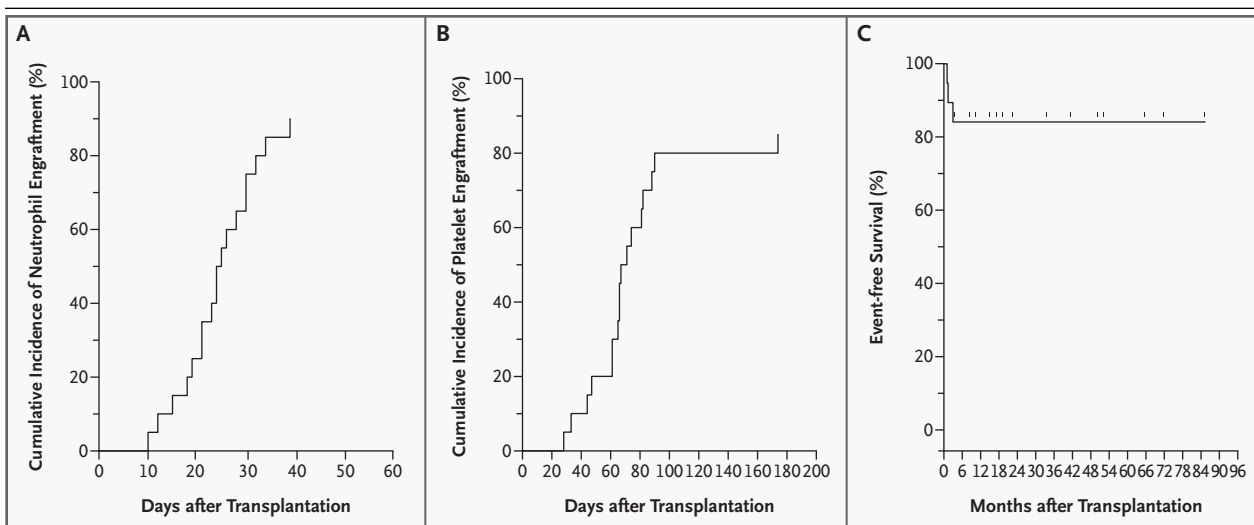 A
Cumulative Incidence of Neutrophil Engraftment (%)
100
80
60
40
20
0
0 10 20 30 40 50 60
Days after Transplantation
B
Cumulative Incidence of Platelet Engraftment (%)
100
80
60
40
20
0
0 20 40 60 80 100 120 140 160 180 200
Days after Transplantation
C
Event-free Survival (%)
100
80
60
40
20
0
0 6 12 18 24 30 36 42 48 54 60 66 72 78 84 90 96
Months after Transplantation